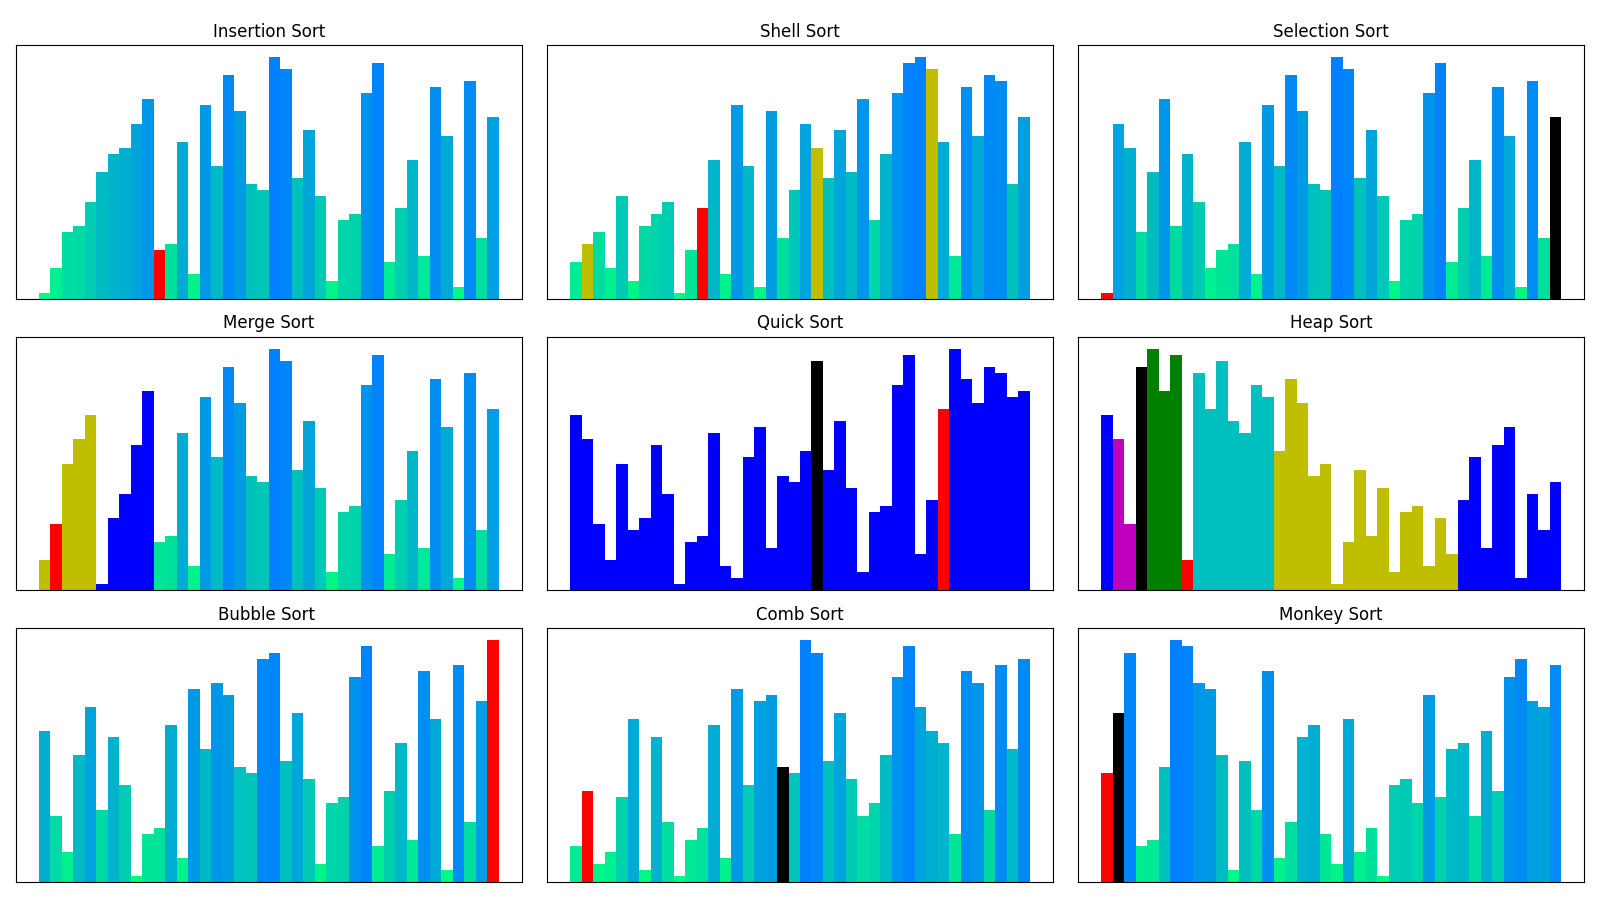 Insertion Sort
Shell Sort
Selection Sort
Merge Sort
Quick Sort
Heap Sort
Bubble Sort
Comb Sort
Monkey Sort